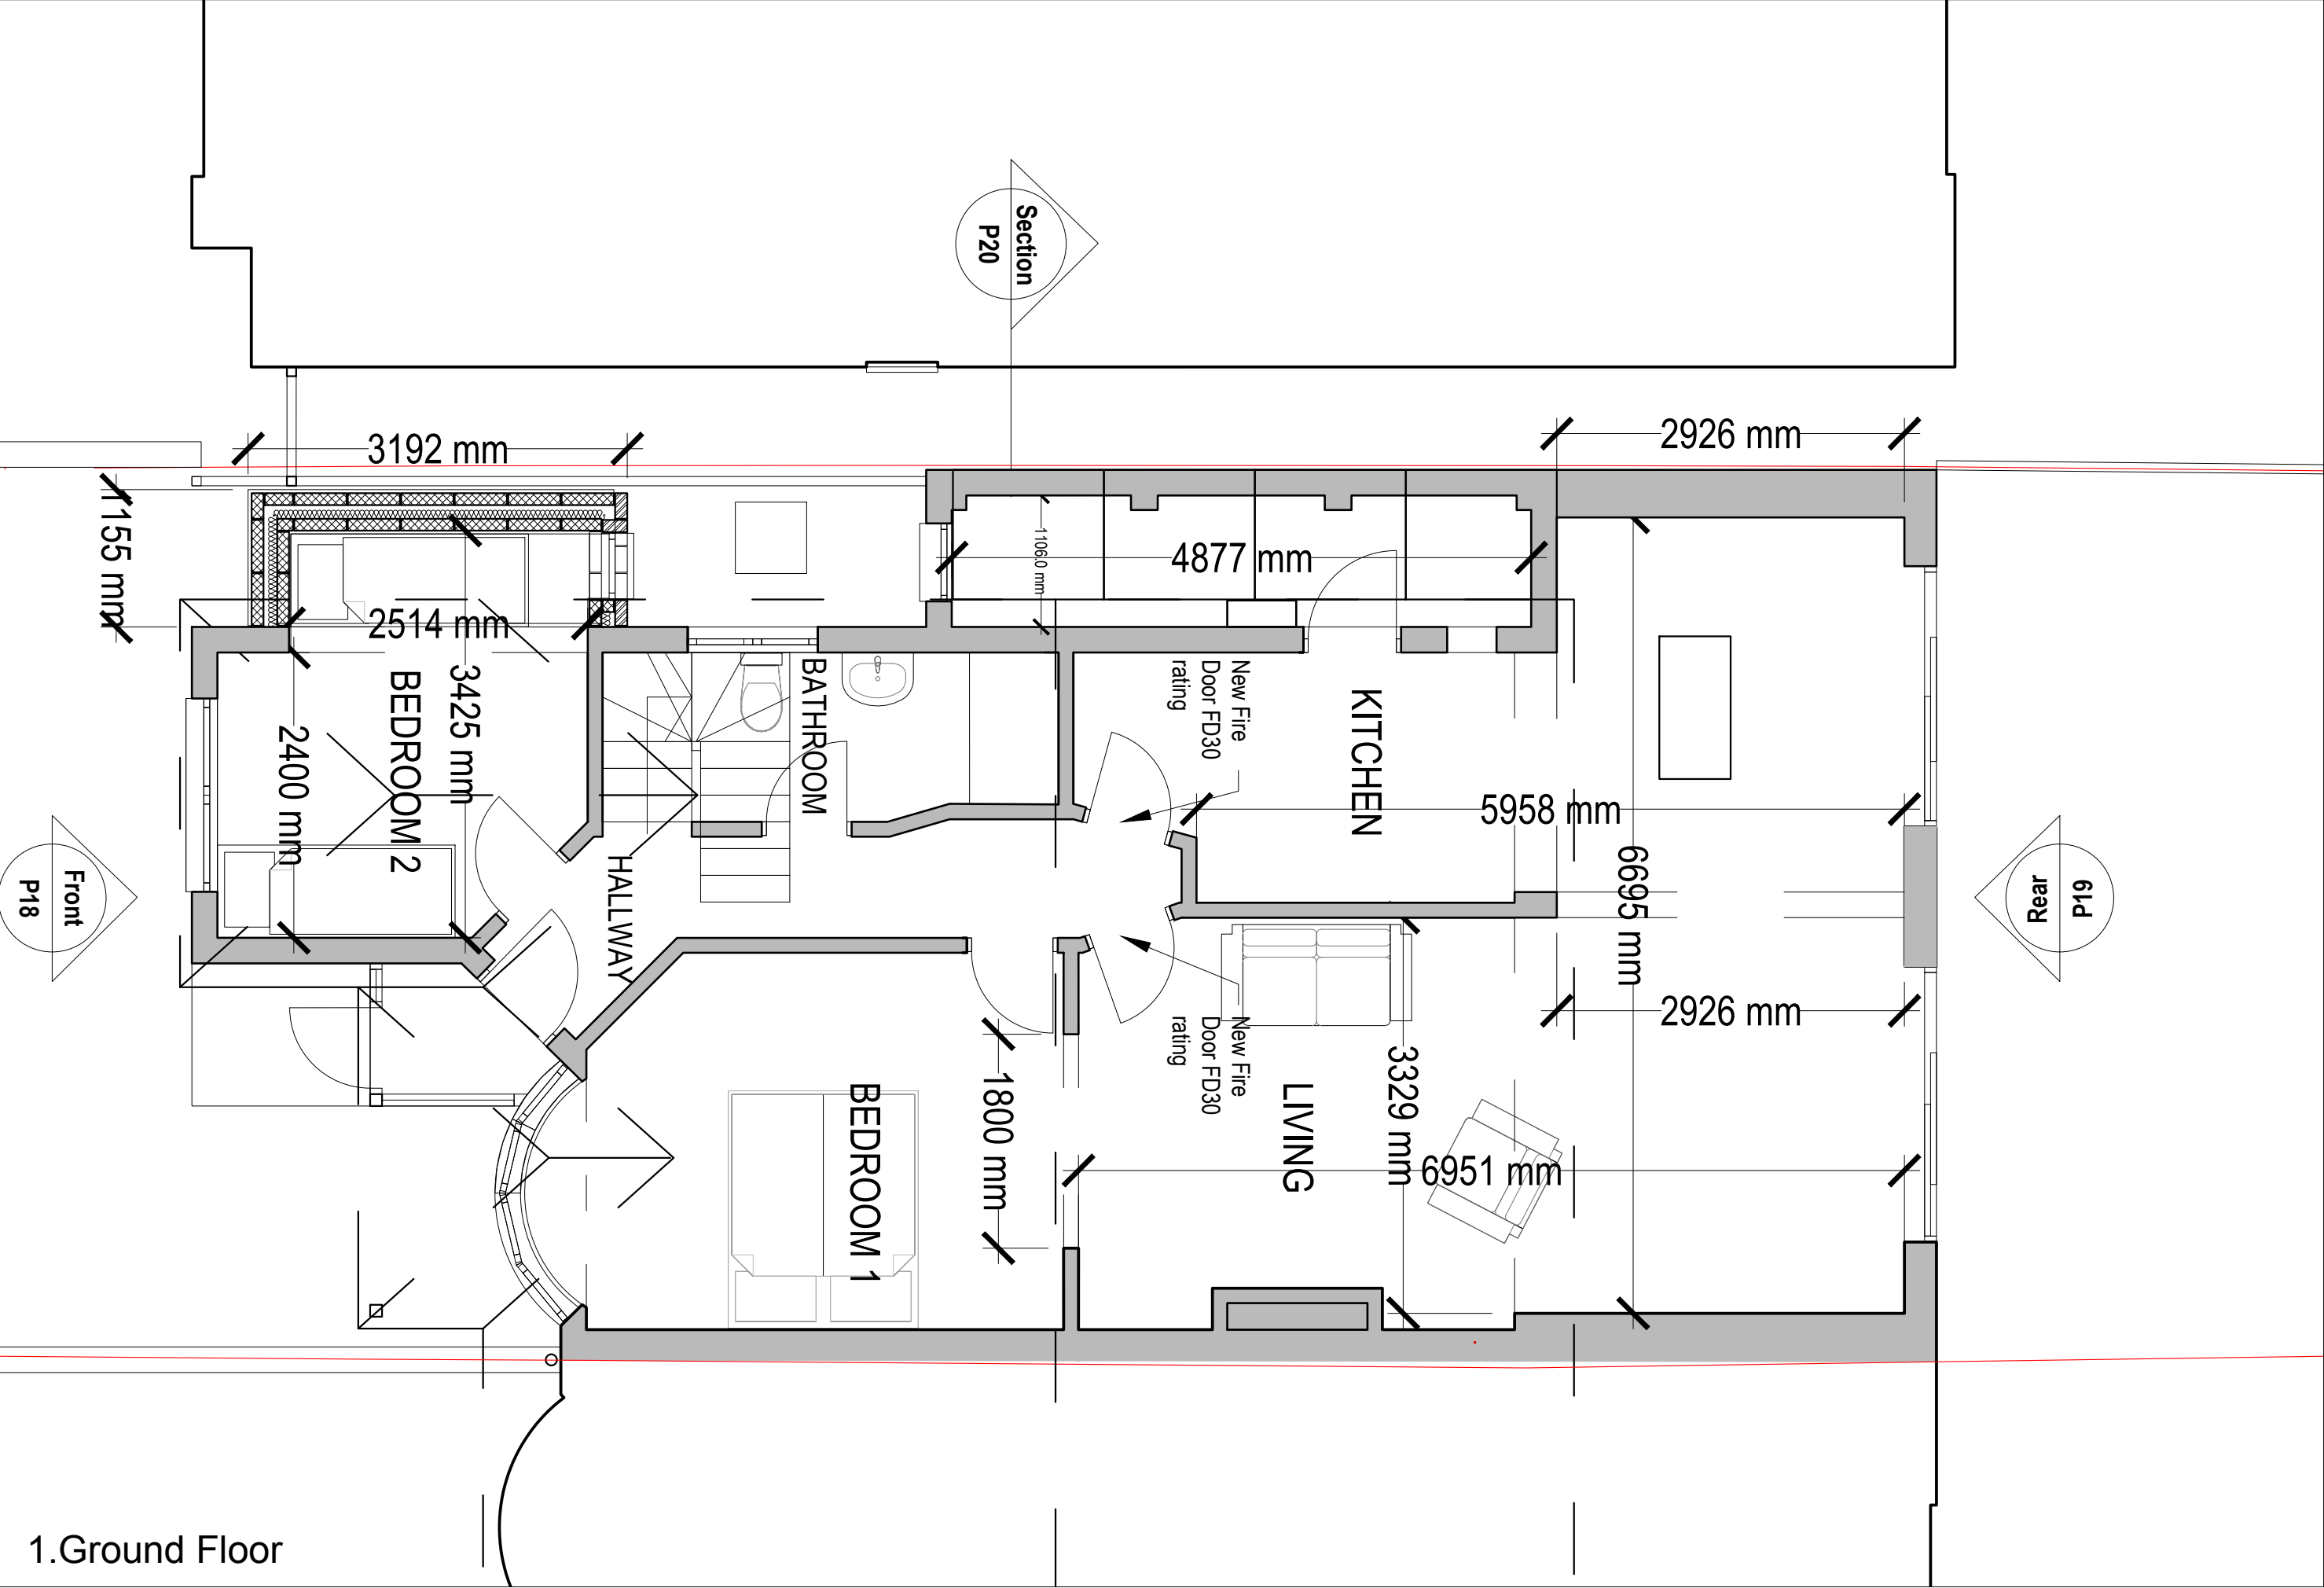 Section
P20
3192 mm
2926 mm
1155 mm
1106.0 mm
4877 mm
2514 mm
BEDROOM 2
3425 mm
2400 mm
BATHROOM
New Fire
Door FD30
rating
KITCHEN
5958 mm
6695 mm
HALLWAY
Front
P18
Rear
P19
2926 mm
New Fire
Door FD30
rating
BEDROOM 1
1800 mm
LIVING
3329 mm
6951 mm
1.Ground Floor